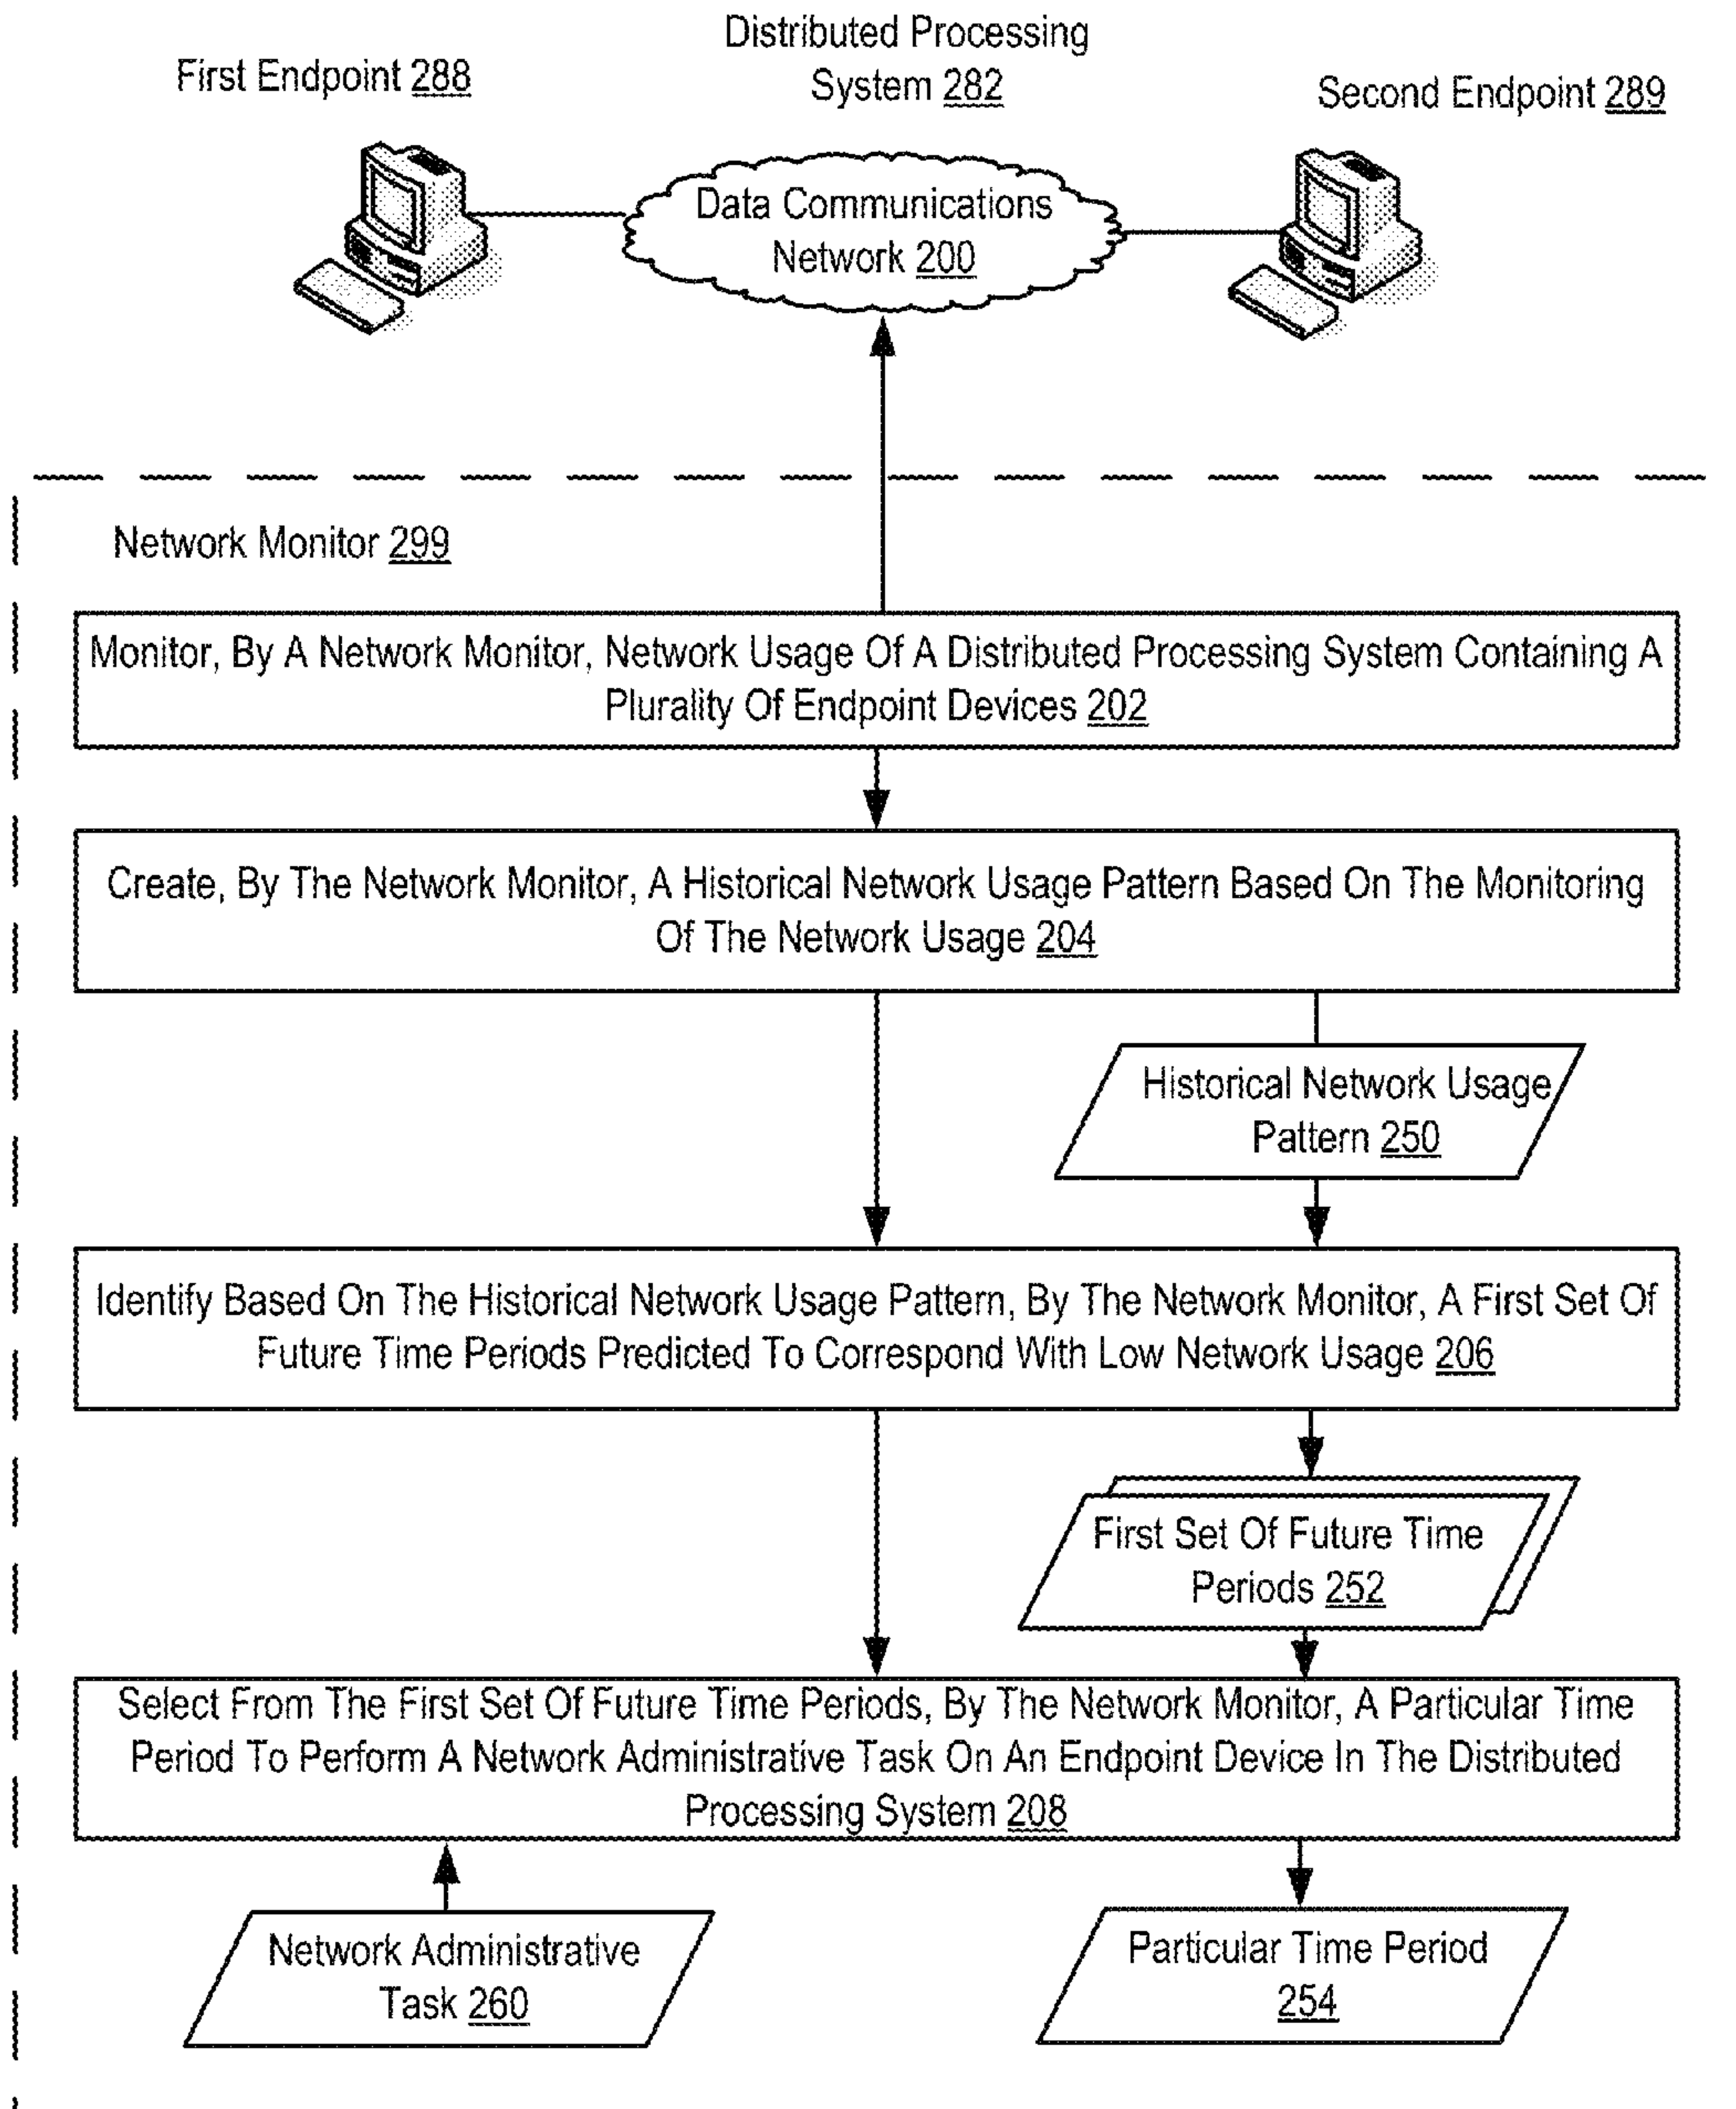 Distributed Processing
System 282
First Endpoint 288
Second Endpoint 289
Data Communications
Network 200
Network Monitor 299
Monitor, By A Network Monitor, Network Usage Of A Distributed Processing System Containing A
Plurality Of Endpoint Devices 202
Create, By The Network Monitor, A Historical Network Usage Pattern Based On The Monitoring
Of The Network Usage 204
Historical Network Usage
Pattern 250
Identify Based On The Historical Network Usage Pattern, By The Network Monitor, A First Set Of
Future Time Periods Predicted To Correspond With Low Network Usage 206
First Set Of Future Time
Periods 252
Select From The First Set Of Future Time Periods, By The Network Monitor, A Particular Time
Period To Perform A Network Administrative Task On An Endpoint Device In The Distributed
Processing System 208
Network Administrative
Task 260
Particular Time Period
254